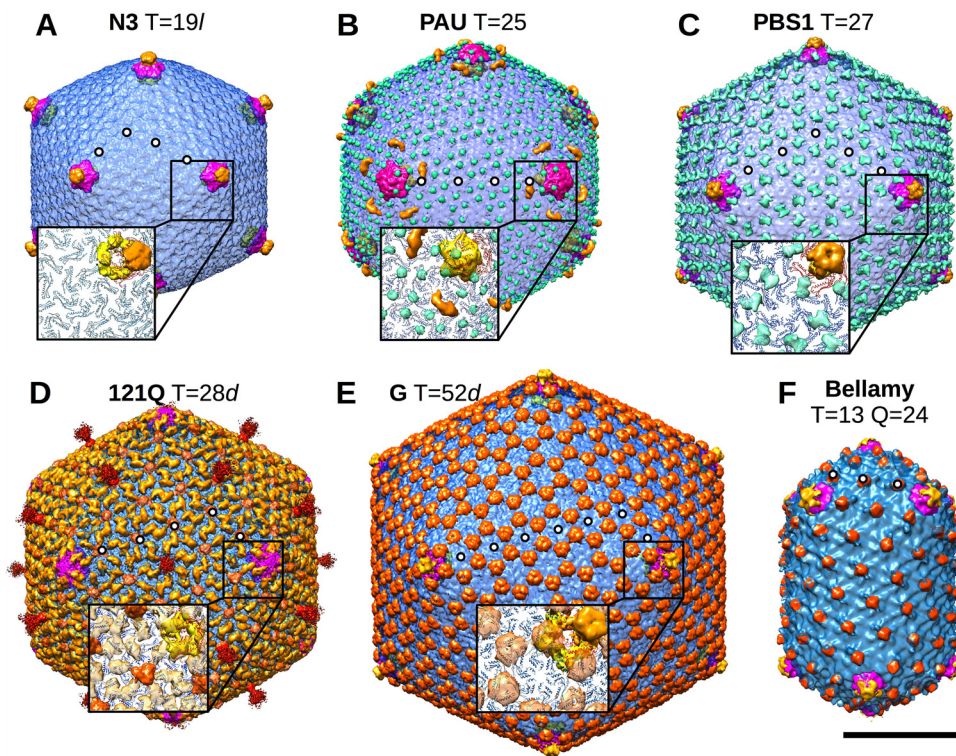 A N3 T=19l
B PAU T=25
C PBS1 T=27
D 121Q T=28d
E G T=52d
F Bellamy
T=13 Q=24